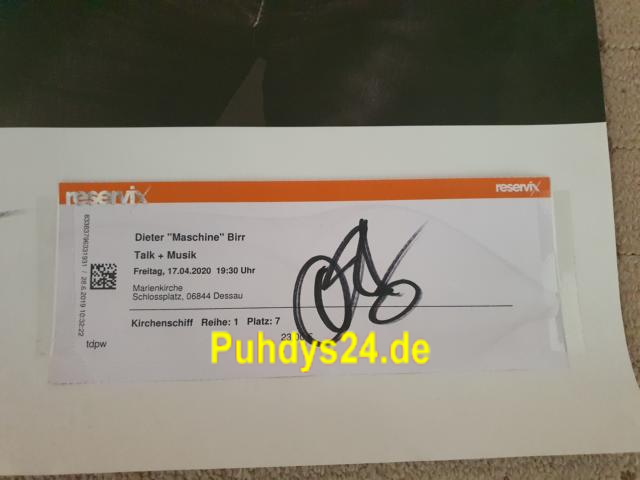 reservix
reservix
Dieter "Maschine" Birr
Talk + Musik
Freitag, 17.04.2020 19:30 Uhr
Marienkirche
Schlossplatz, 06844 Dessau
Kirchenschiff Reihe: 1 Platz: 7
tdpw
Puhdys24.de